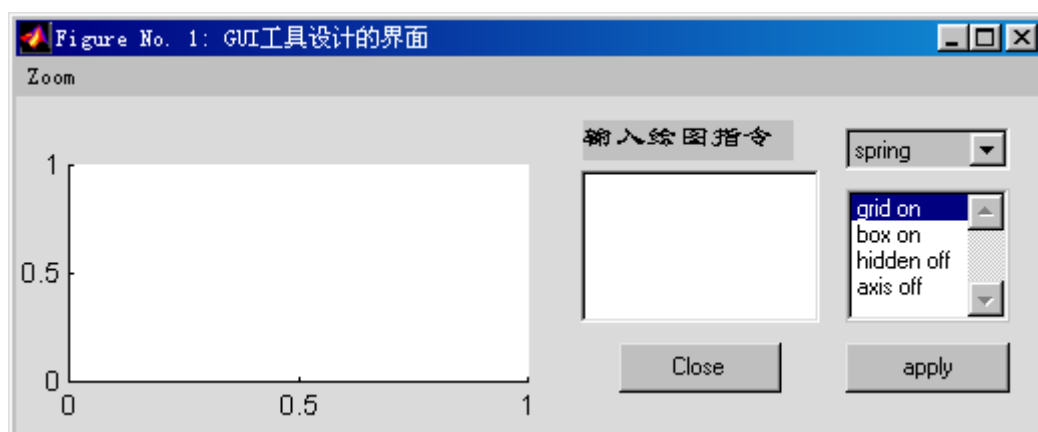 Figure No. 1: GUI工具设计的界面
Zoom
输入绘图指令
spring
1
0.5
0
0
0.5
1
grid on
box on
hidden off
axis off
Close
apply